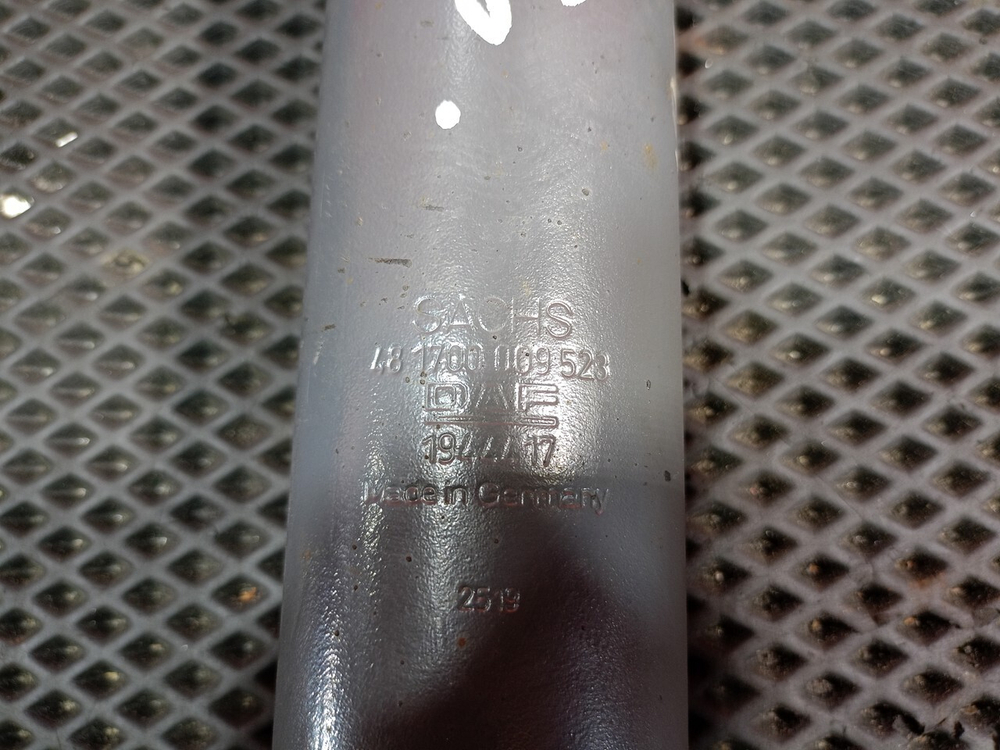 SACHS
48 1700 009 523
DAF
1944417
Made in Germany
2519